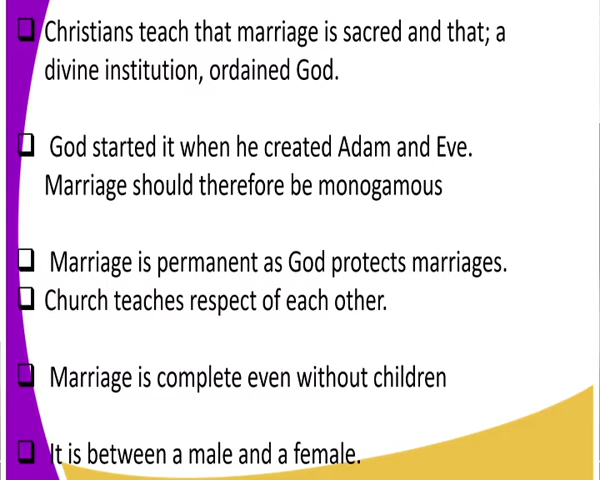 Christians teach that marriage is sacred and that; a
divine institution, ordained God.
God started it when he created Adam and Eve.
Marriage should therefore be monogamous
Marriage is permanent as God protects marriages.
Church teaches respect of each other.
Marriage is complete even without children
It is between a male and a female.